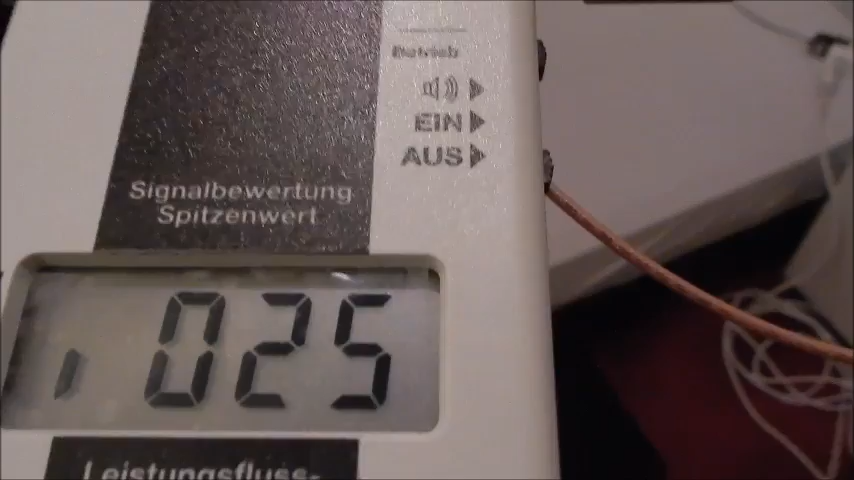 Betrieb
EIN
AUS
Signalbewertung
Spitzenwert
025
Leistungsfluss-